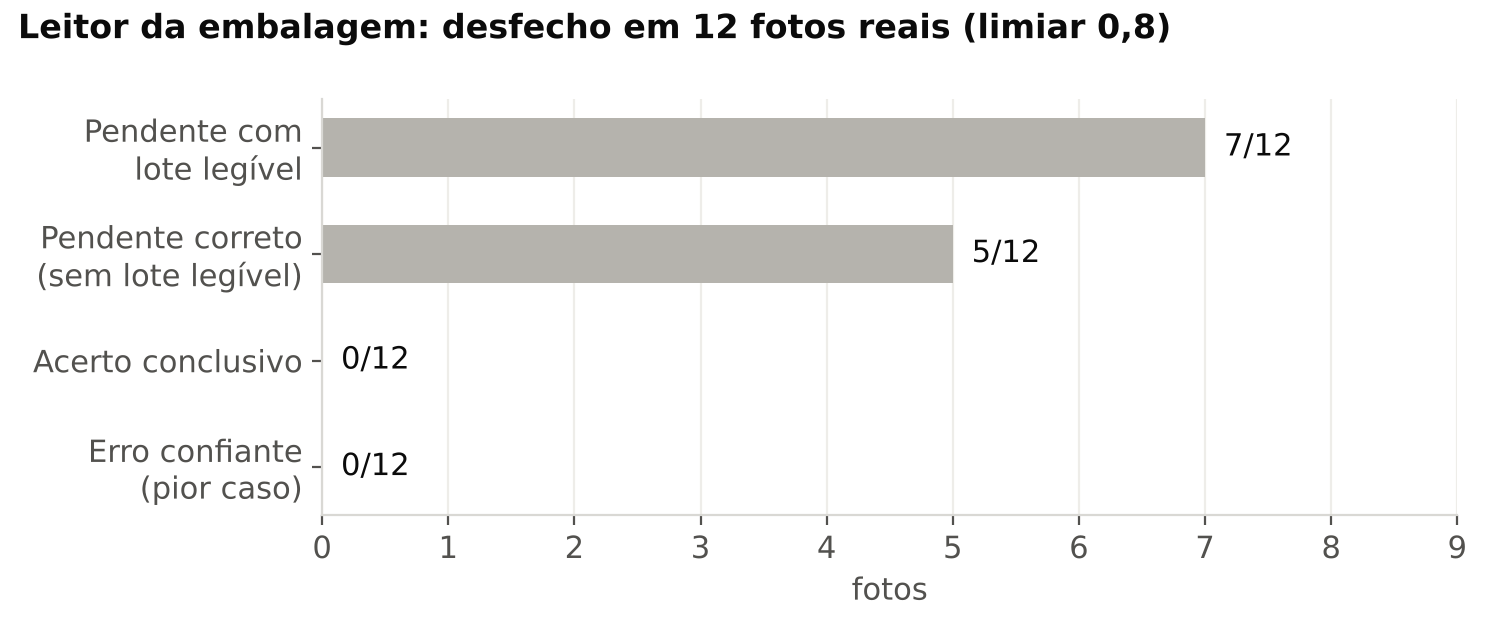 Leitor da embalagem: desfecho em 12 fotos reais (limiar 0,8)
Pendente com
lote legível
7/12
Pendente correto
(sem lote legível)
5/12
Acerto conclusivo
0/12
Erro confiante
(pior caso)
0/12
0 1 2 3 4 5 6 7 8 9
fotos